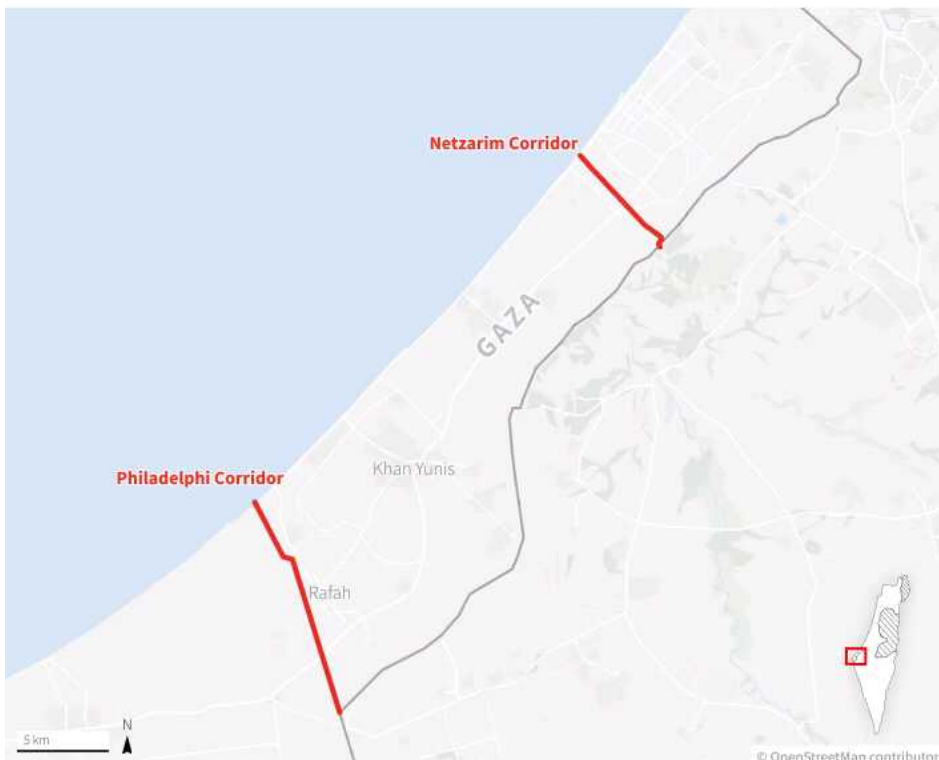 Netzarim Corridor
GAZA
Khan Yunis
Philadelphi Corridor
Rafah
N
5 km
© OpenStreetMap contributor